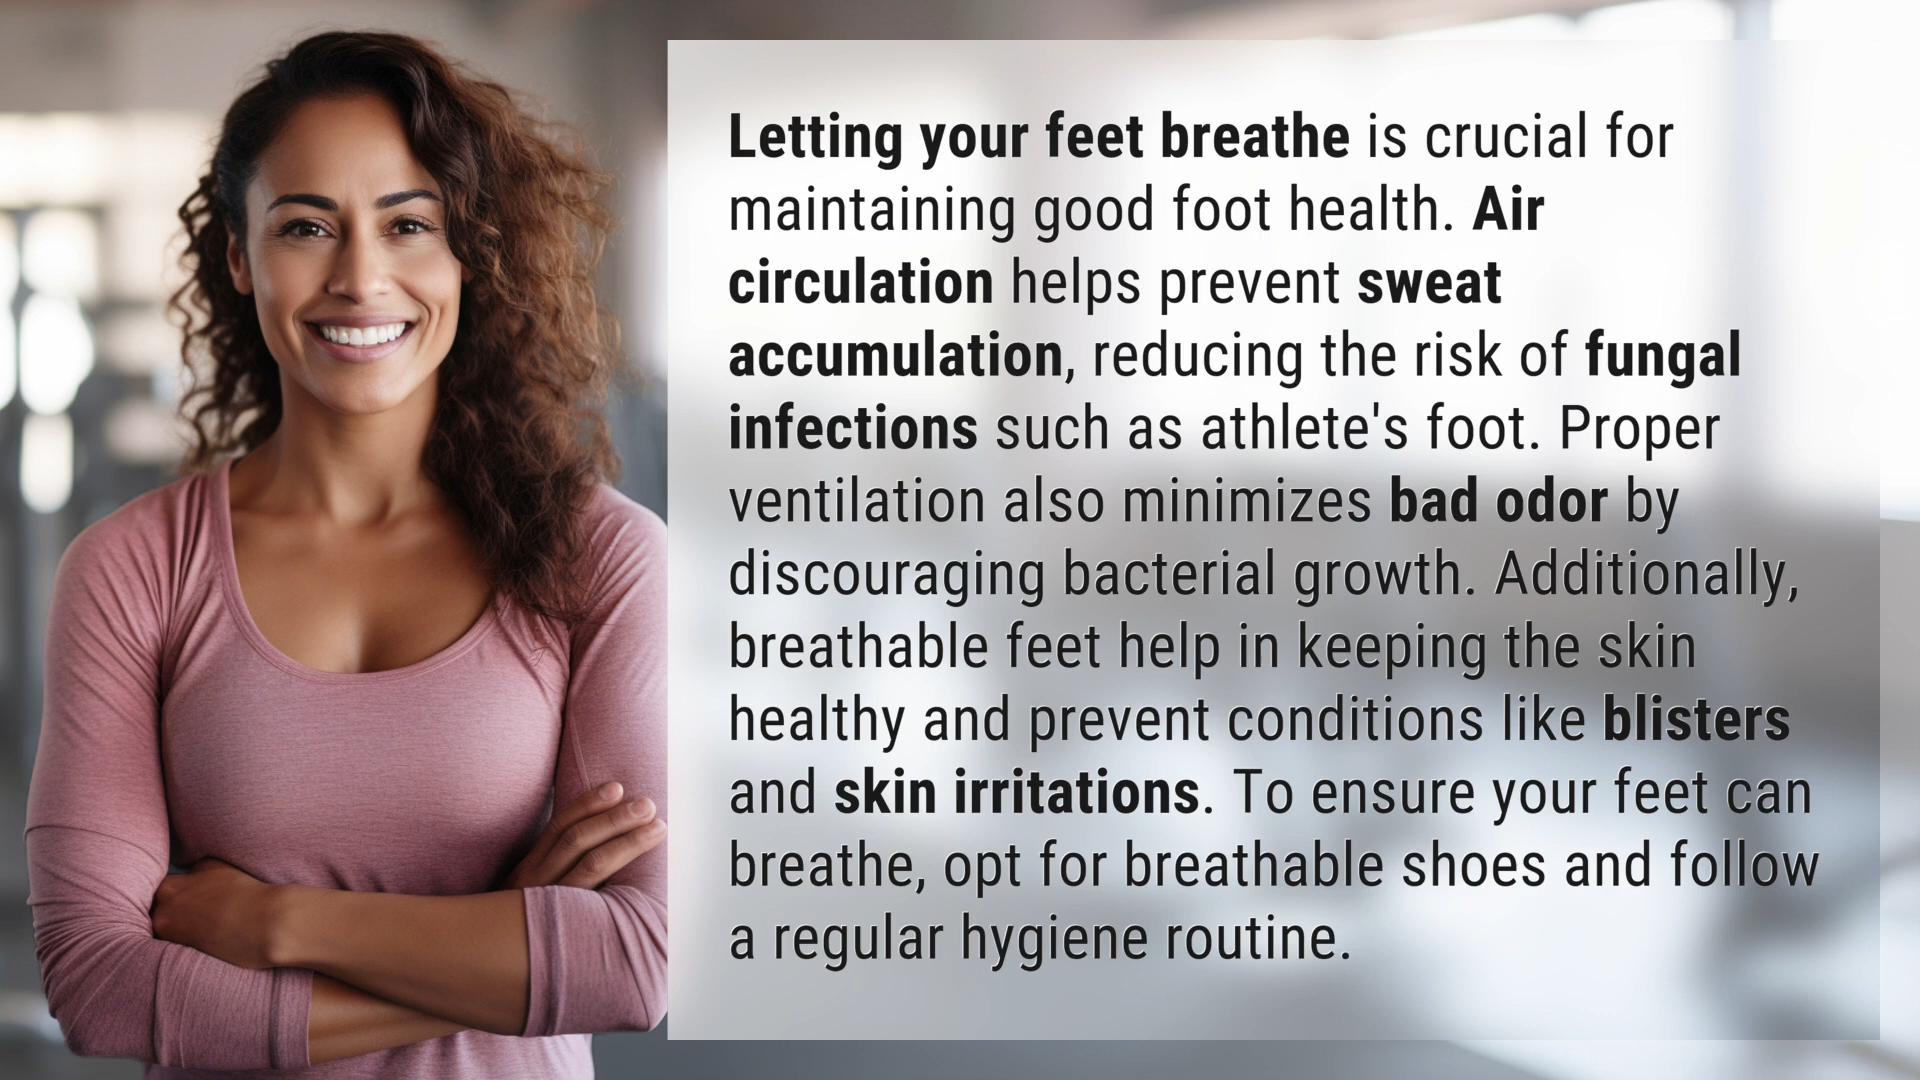 Letting your feet breathe is crucial for
maintaining good foot health. Air
circulation helps prevent sweat
accumulation, reducing the risk of fungal
infections such as athlete's foot. Proper
ventilation also minimizes bad odor by
discouraging bacterial growth. Additionally,
breathable feet help in keeping the skin
healthy and prevent conditions like blisters
and skin irritations. To ensure your feet can
breathe, opt for breathable shoes and follow
a regular hygiene routine.